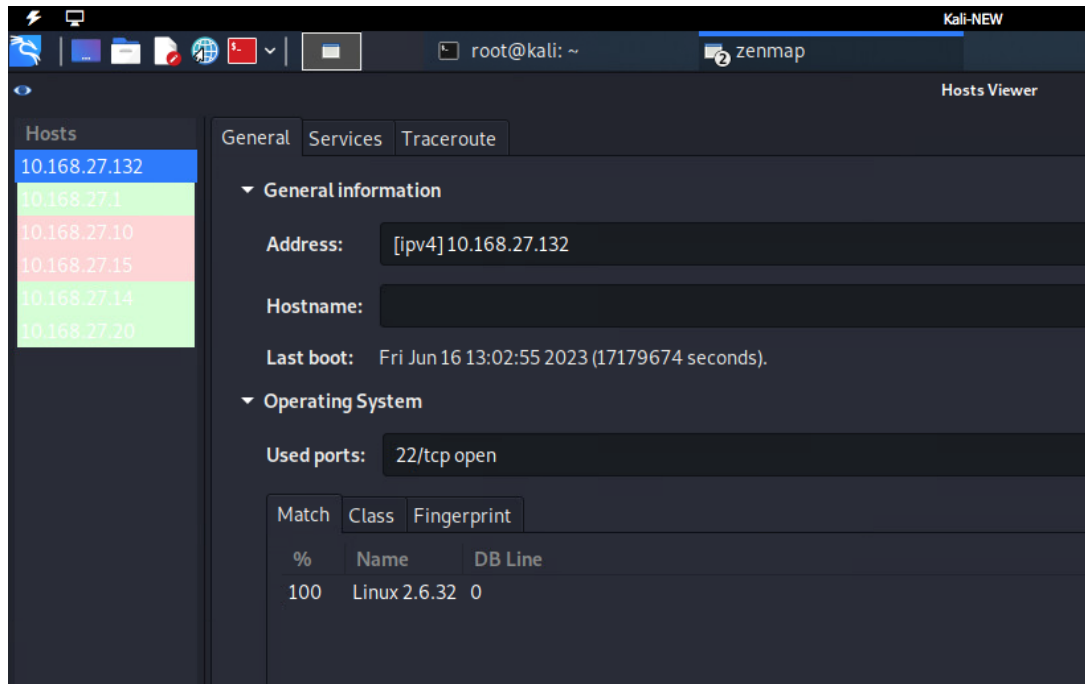 Kali-NEW
$-
root@kali: ~
2 zenmap
Hosts Viewer
Hosts
10.168.27.132
10.168.27.1
10.168.27.10
10.168.27.15
10.168.27.14
10.168.27.20
General Services Traceroute
General information
Address: [ipv4] 10.168.27.132
Hostname:
Last boot: Fri Jun 16 13:02:55 2023 (17179674 seconds).
Operating System
Used ports: 22/tcp open
Match Class Fingerprint
% Name DB Line
100 Linux 2.6.32 0